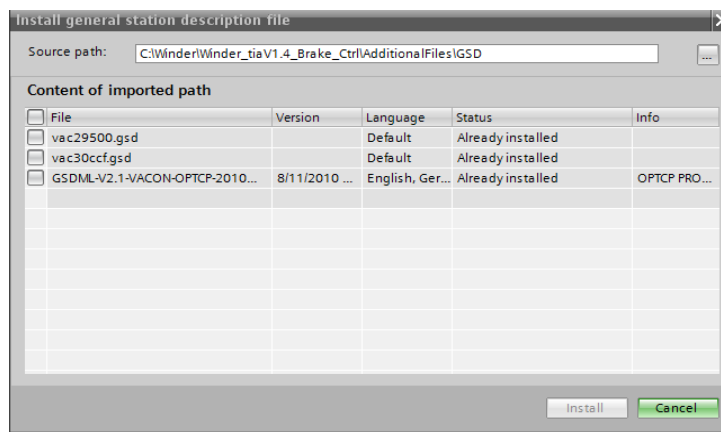 Install general station description file
Source path: C:\Winder\Winder_tiaV1.4_Brake_Ctrl\AdditionalFiles\GSD ...
Content of imported path
File Version Language Status Info
vac29500.gsd Default Already installed
vac30ccf.gsd Default Already installed
GSDML-V2.1-VACON-OPTCP-2010... 8/11/2010 ... English, Ger... Already installed OPTCP PRO...
Install Cancel